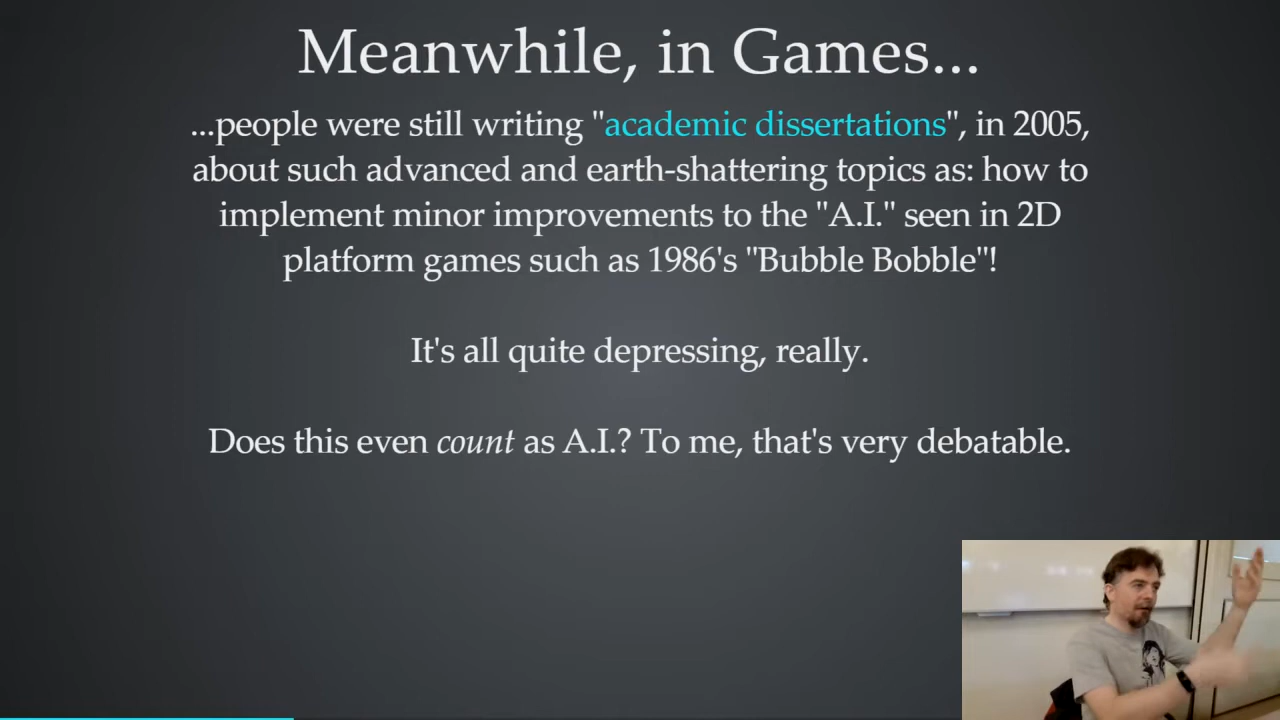 Meanwhile, in Games...
...people were still writing "academic dissertations", in 2005,
about such advanced and earth-shattering topics as: how to
implement minor improvements to the "A.I." seen in 2D
platform games such as 1986's "Bubble Bobble"!
It's all quite depressing, really.
Does this even count as A.I.? To me, that's very debatable.